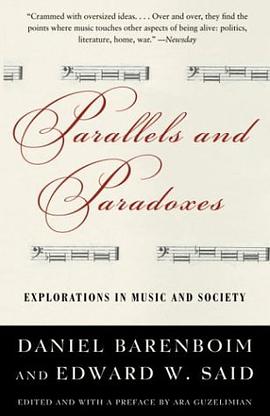 “Crammed with oversized ideas. . . . Over and over, they find the
points where music touches other aspects of being alive: politics,
literature, home, war.” —Newsday
Parallels and
Paradoxes
EXPLORATIONS IN MUSIC AND SOCIETY
DANIEL BARENBOIM
AND EDWARD W. SAID
EDITED AND WITH A PREFACE BY ARA GUZELIMIAN